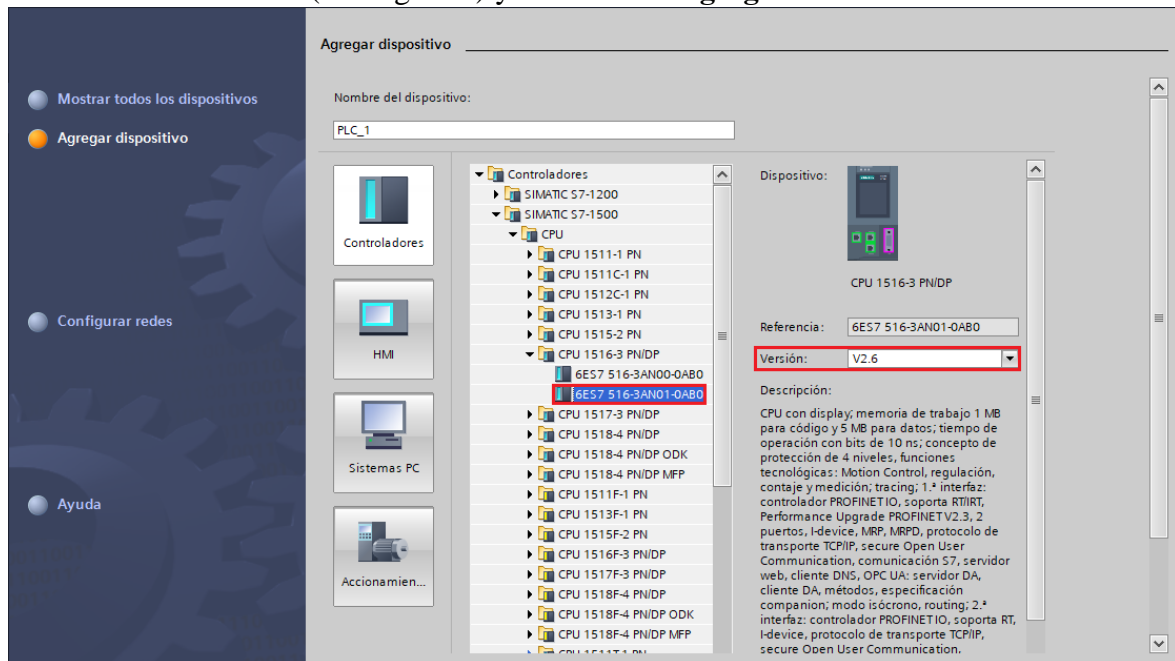 Agregar dispositivo
Mostrar todos los dispositivos
Agregar dispositivo
Configurar redes
Ayuda
Nombre del dispositivo:
PLC_1
Controladores
HMI
Sistemas PC
Accionamien...
Controladores
SIMATIC S7-1200
SIMATIC S7-1500
CPU
CPU 1511-1 PN
CPU 1511C-1 PN
CPU 1512C-1 PN
CPU 1513-1 PN
CPU 1515-2 PN
CPU 1516-3 PN/DP
6ES7 516-3AN00-0AB0
6ES7 516-3AN01-0AB0
CPU 1517-3 PN/DP
CPU 1518-4 PN/DP
CPU 1518-4 PN/DP ODK
CPU 1518-4 PN/DP MFP
CPU 1511F-1 PN
CPU 1513F-1 PN
CPU 1515F-2 PN
CPU 1516F-3 PN/DP
CPU 1517F-3 PN/DP
CPU 1518F-4 PN/DP
CPU 1518F-4 PN/DP ODK
CPU 1518F-4 PN/DP MFP
Dispositivo:
CPU 1516-3 PN/DP
Referencia: 6ES7 516-3AN01-0AB0
Versión: V2.6
Descripción:
CPU con display; memoria de trabajo 1 MB
para código y 5 MB para datos; tiempo de
operación con bits de 10 ns; concepto de
protección de 4 niveles, funciones
tecnológicas: Motion Control, regulación,
contaje y medición; tracing; 1.ª interfaz:
controlador PROFINET IO, soporta RT/IRT,
Performance Upgrade PROFINET V2.3, 2
puertos, I-device, MRP, MRPD, protocolo de
transporte TCP/IP, secure Open User
Communication, comunicación S7, servidor
web, cliente DNS, OPC UA: servidor DA,
cliente DA, métodos, especificación
companion; modo isócrono, routing; 2.ª
interfaz: controlador PROFINET IO, soporta RT,
I-device, protocolo de transporte TCP/IP,
secure Open User Communication,